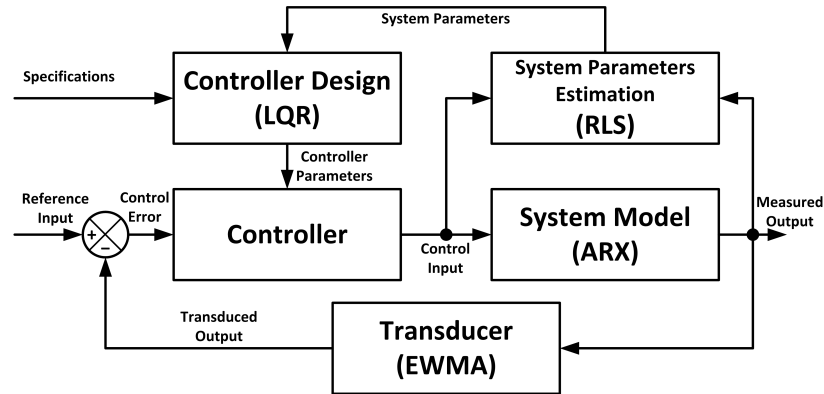 System Parameters
Specifications
Controller Design
(LQR)
System Parameters
Estimation
(RLS)
Controller
Parameters
Reference
Input
Control
Error
+
−
Controller
Control
Input
System Model
(ARX)
Measured
Output
Transduced
Output
Transducer
(EWMA)